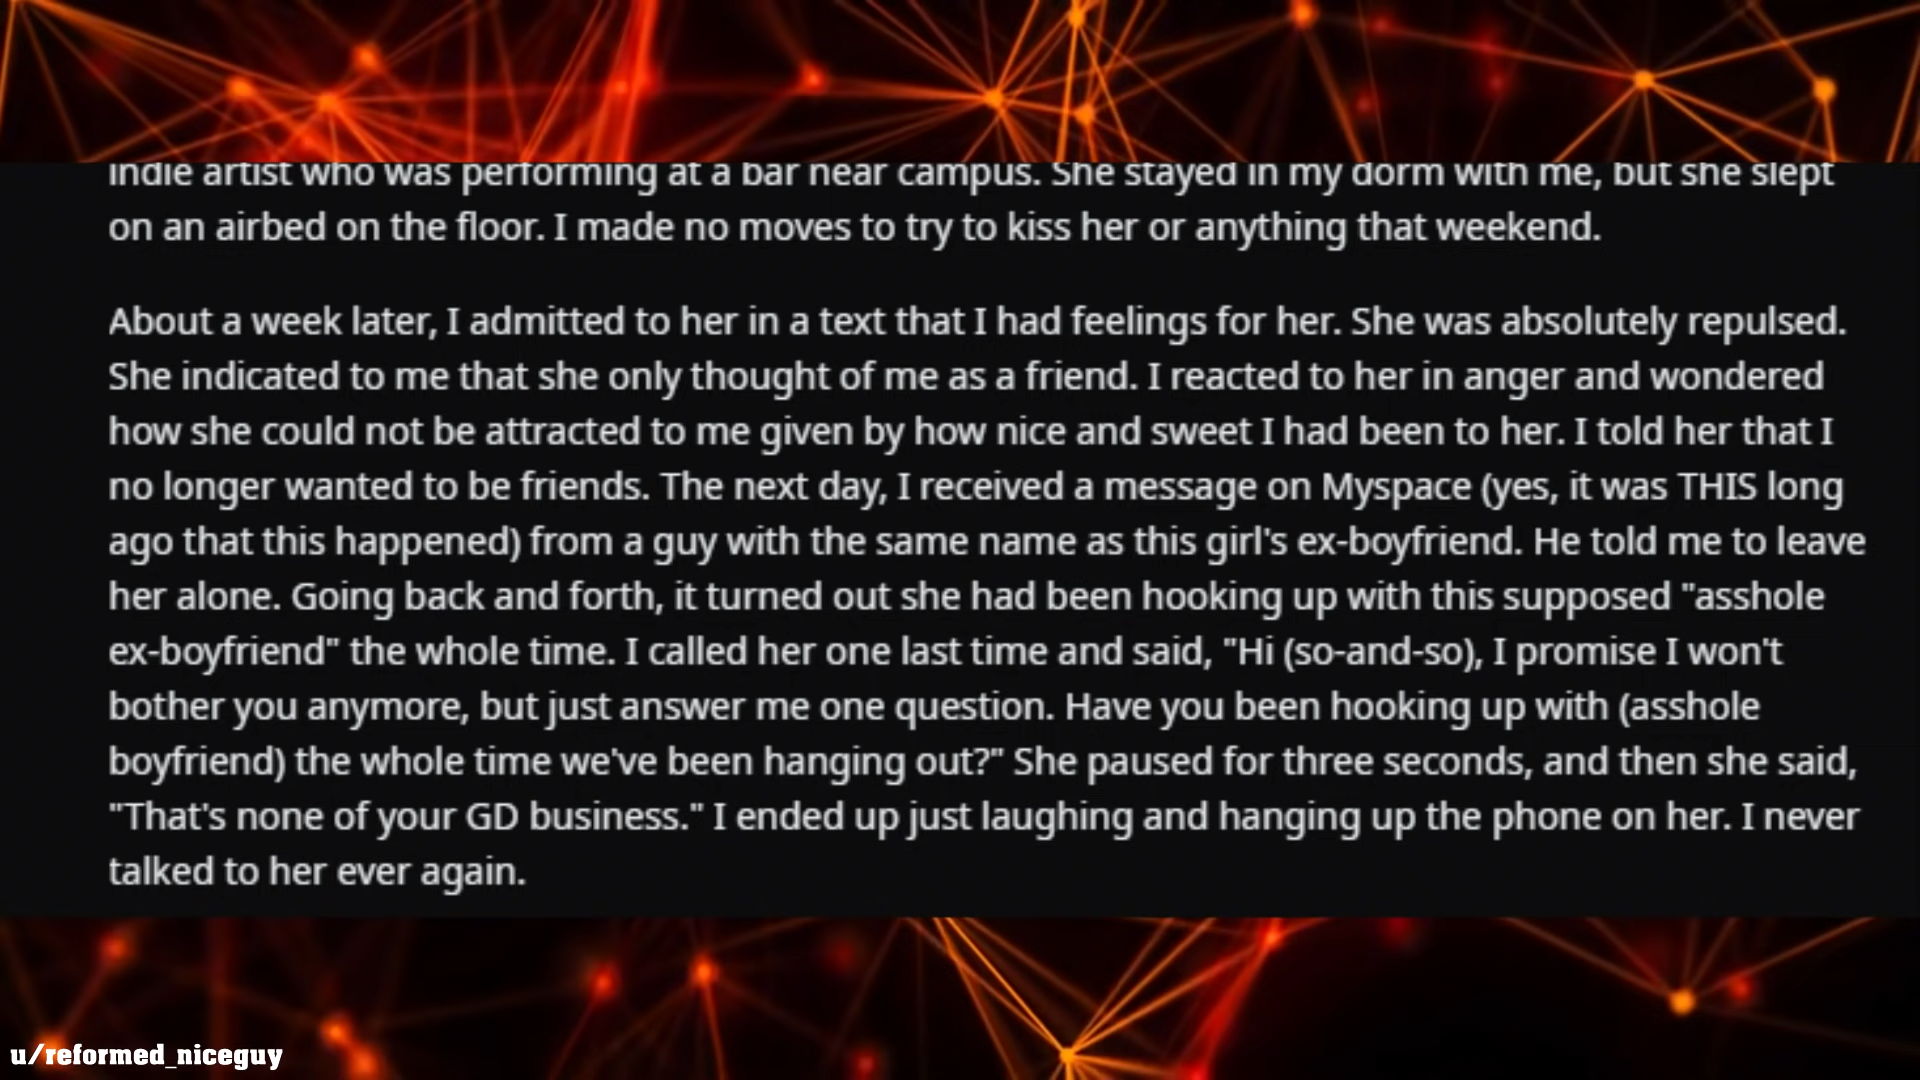 indie artist who was performing at a bar near campus. She stayed in my dorm with me, but she slept
on an airbed on the floor. I made no moves to try to kiss her or anything that weekend.
About a week later, I admitted to her in a text that I had feelings for her. She was absolutely repulsed.
She indicated to me that she only thought of me as a friend. I reacted to her in anger and wondered
how she could not be attracted to me given by how nice and sweet I had been to her. I told her that I
no longer wanted to be friends. The next day, I received a message on Myspace (yes, it was THIS long
ago that this happened) from a guy with the same name as this girl's ex-boyfriend. He told me to leave
her alone. Going back and forth, it turned out she had been hooking up with this supposed "asshole
ex-boyfriend" the whole time. I called her one last time and said, "Hi (so-and-so), I promise I won't
bother you anymore, but just answer me one question. Have you been hooking up with (asshole
boyfriend) the whole time we've been hanging out?" She paused for three seconds, and then she said,
"That's none of your GD business." I ended up just laughing and hanging up the phone on her. I never
talked to her ever again.
u/reformed_niceguy